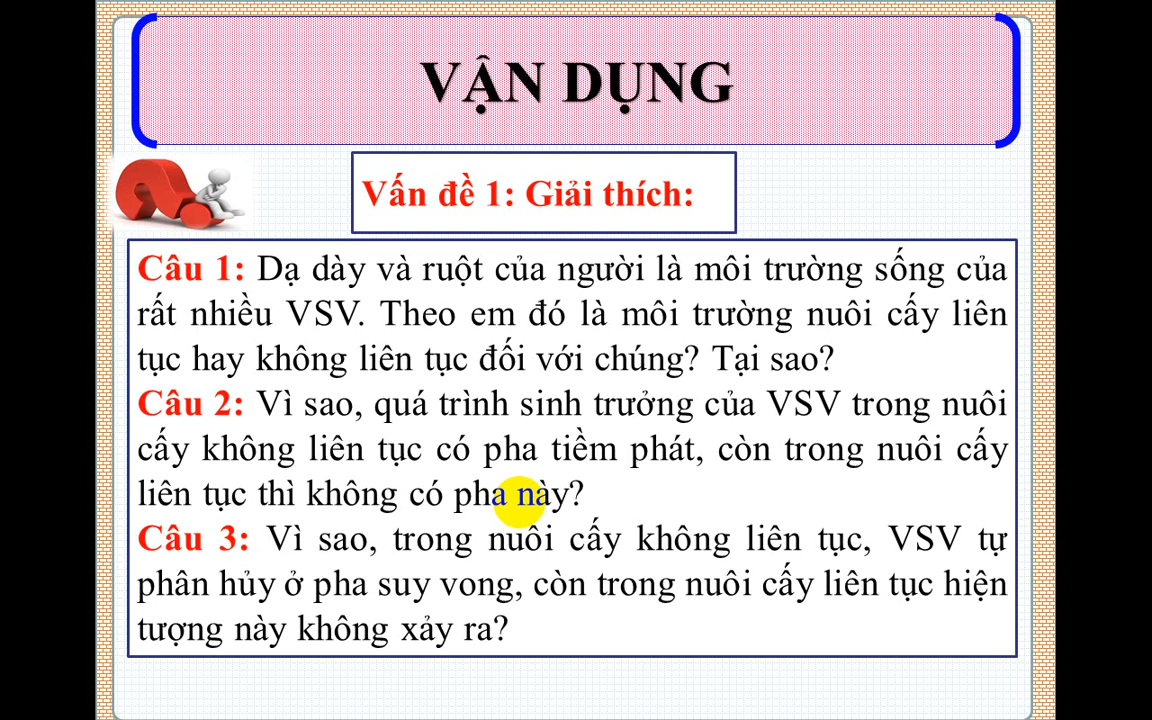 VẬN DỤNG
Vấn đề 1: Giải thích:
Câu 1: Dạ dày và ruột của người là môi trường sống của
rất nhiều VSV. Theo em đó là môi trường nuôi cấy liên
tục hay không liên tục đối với chúng? Tại sao?
Câu 2: Vì sao, quá trình sinh trưởng của VSV trong nuôi
cấy không liên tục có pha tiềm phát, còn trong nuôi cấy
liên tục thì không có pha này?
Câu 3: Vì sao, trong nuôi cấy không liên tục, VSV tự
phân hủy ở pha suy vong, còn trong nuôi cấy liên tục hiện
tượng này không xảy ra?